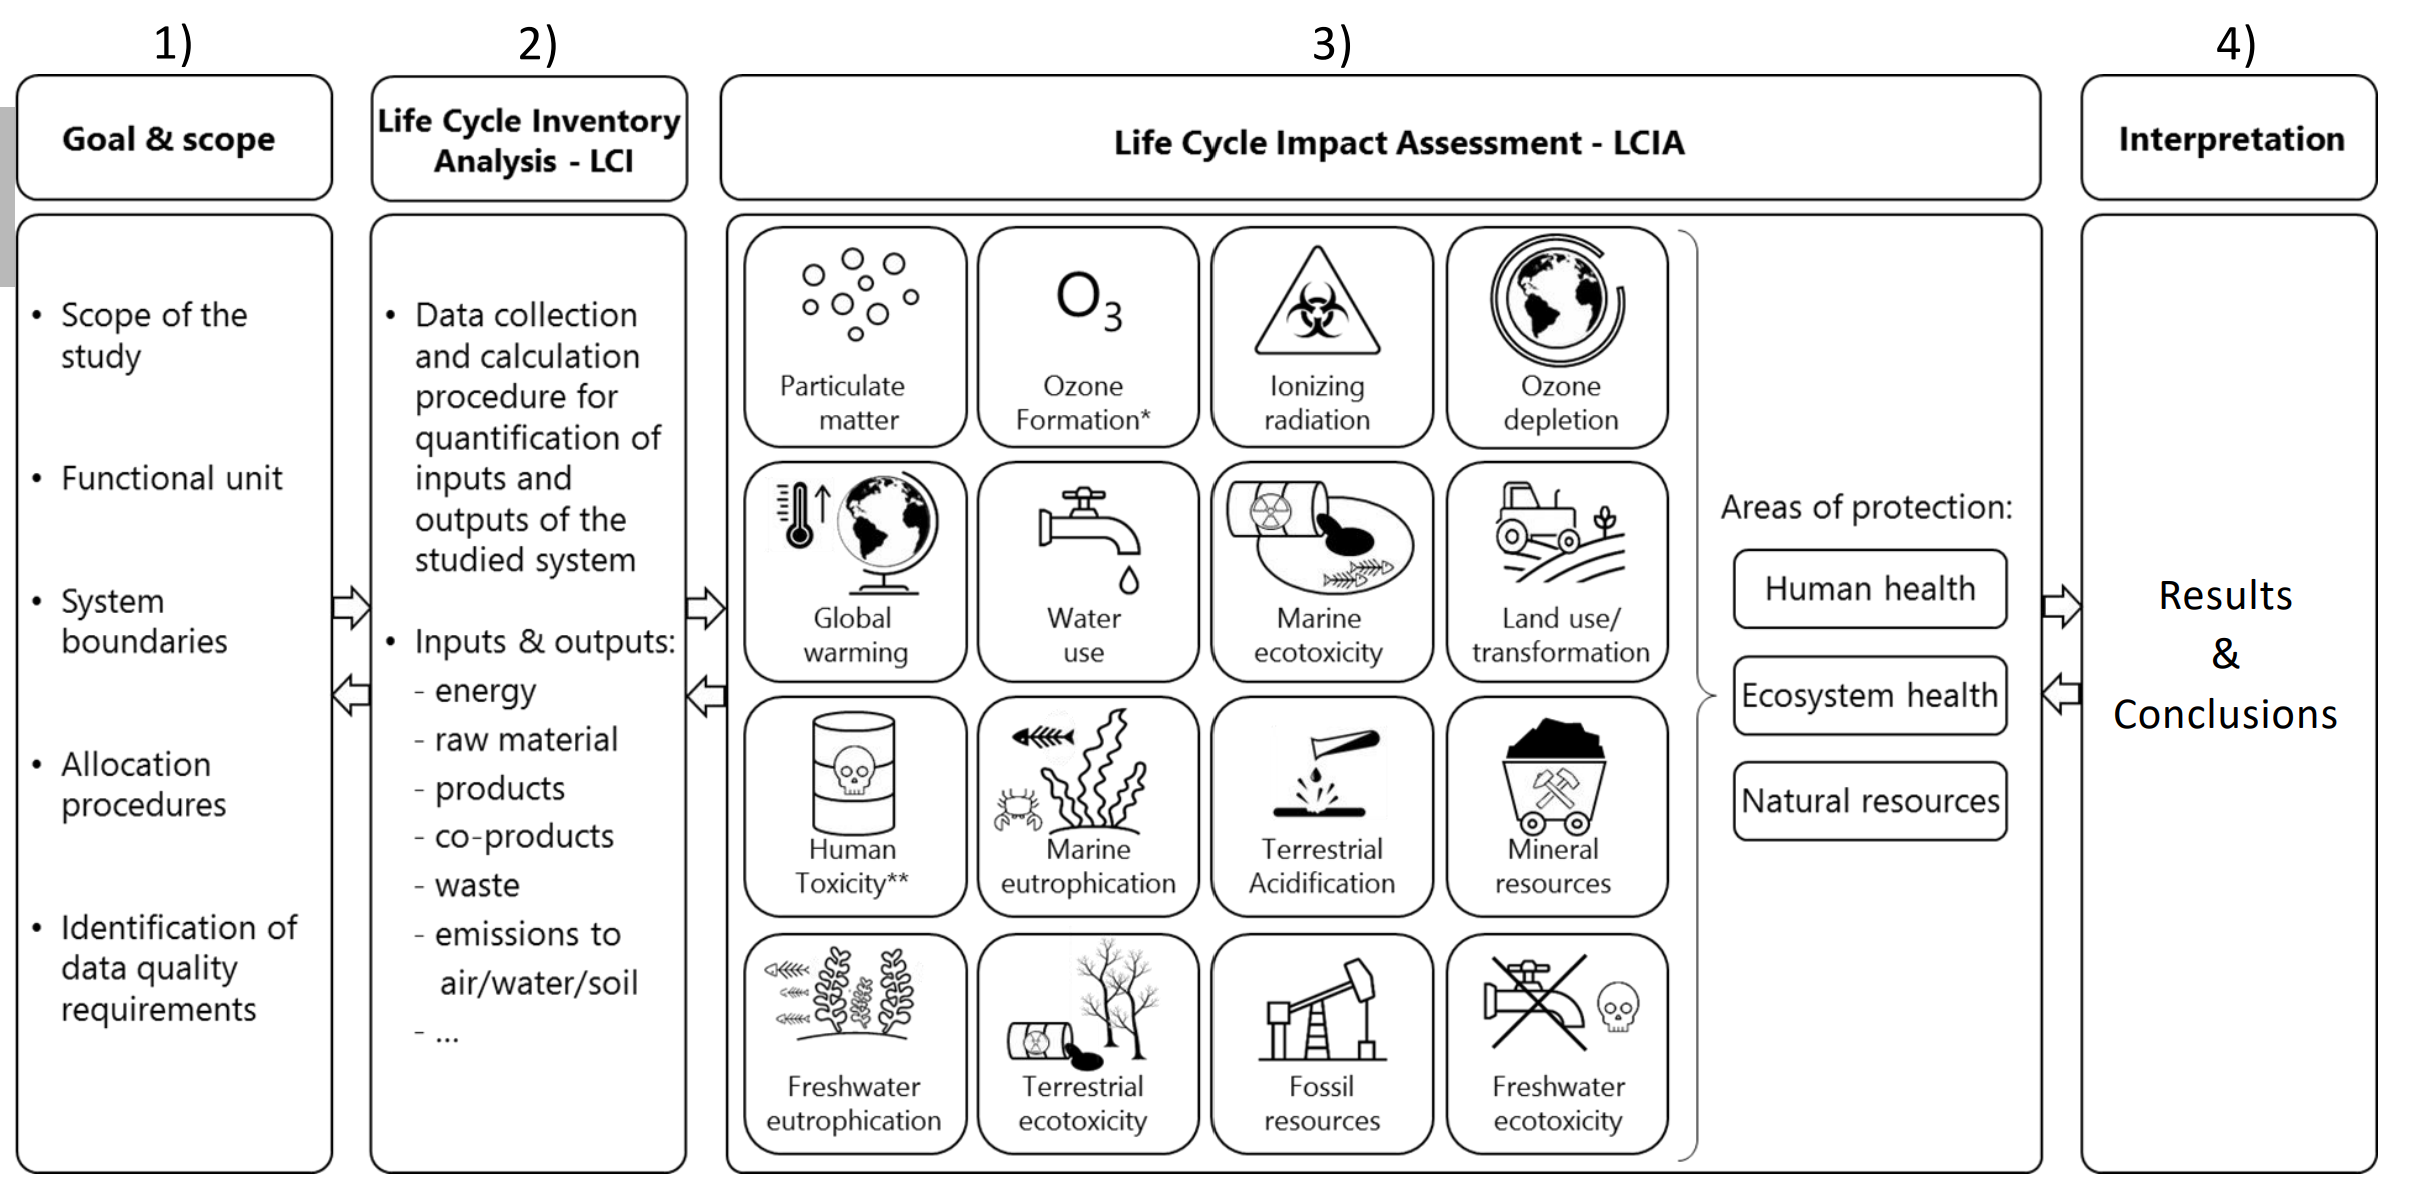 1)
Goal & scope
• Scope of the
study
• Functional unit
• System
boundaries
• Allocation
procedures
• Identification of
data quality
requirements
2)
Life Cycle Inventory
Analysis - LCI
• Data collection
and calculation
procedure for
quantification of
inputs and
outputs of the
studied system
• Inputs & outputs:
- energy
- raw material
- products
- co-products
- waste
- emissions to
air/water/soil
- ...
3)
Life Cycle Impact Assessment - LCIA
Particulate
matter
O3
Ozone
Formation*
Ionizing
radiation
Ozone
depletion
Global
warming
Water
use
Marine
ecotoxicity
Land use/
transformation
Human
Toxicity**
Marine
eutrophication
Terrestrial
Acidification
Mineral
resources
Freshwater
eutrophication
Terrestrial
ecotoxicity
Fossil
resources
Freshwater
ecotoxicity
Areas of protection:
Human health
Ecosystem health
Natural resources
4)
Interpretation
Results
&
Conclusions